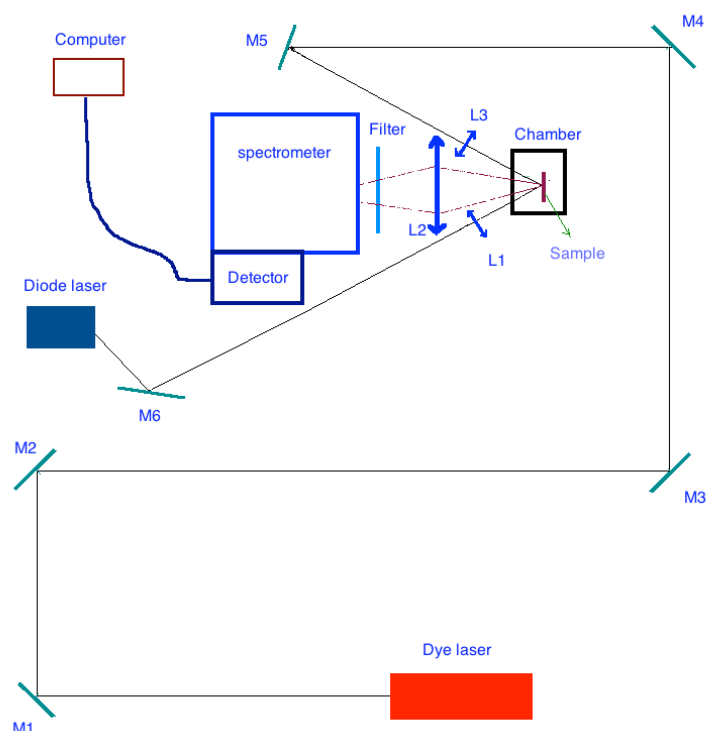 M4
M5
Computer
L3
Filter
Chamber
spectrometer
L2
L1
Sample
Detector
Diode laser
M6
M2
M3
Dye laser
M1